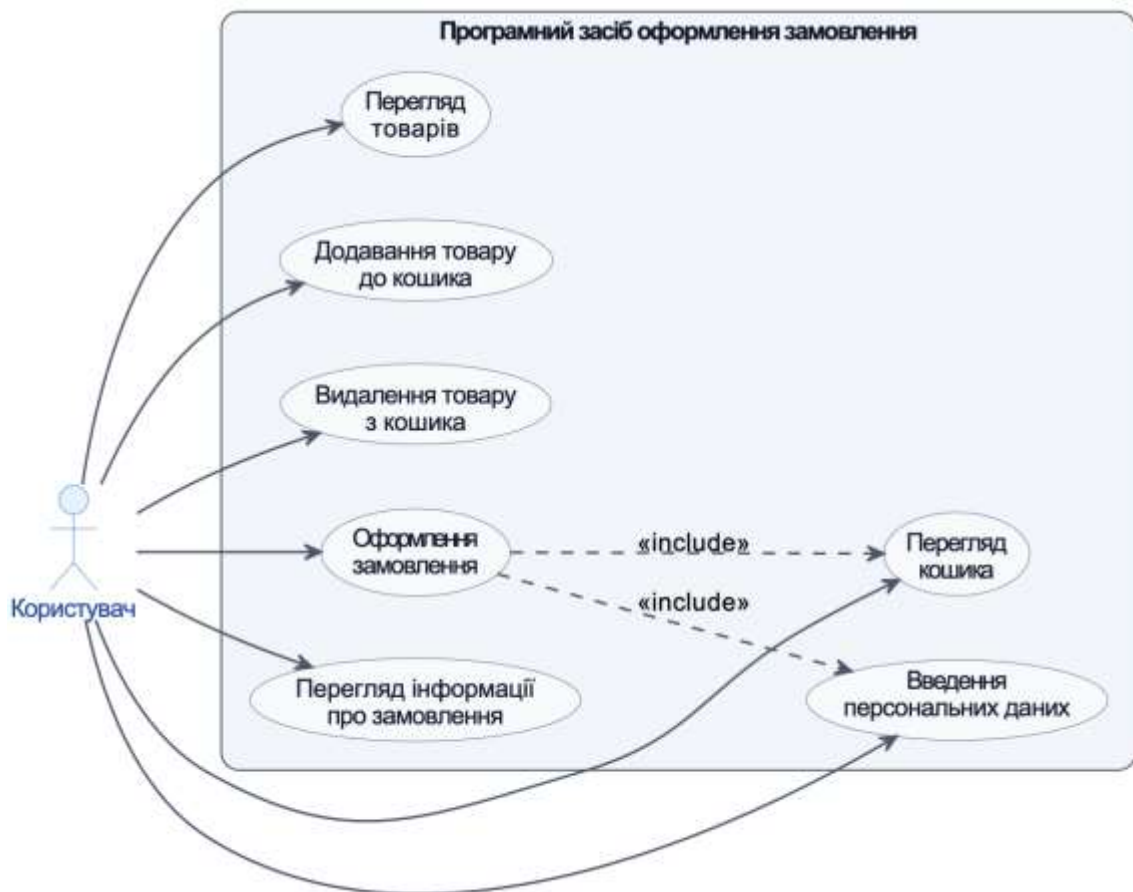 Програмний засіб оформлення замовлення
Перегляд
товарів
Додавання товару
до кошика
Видалення товару
з кошика
Оформлення
замовлення
«include»
Перегляд
кошика
«include»
Користувач
Перегляд інформації
про замовлення
Введення
персональних даних